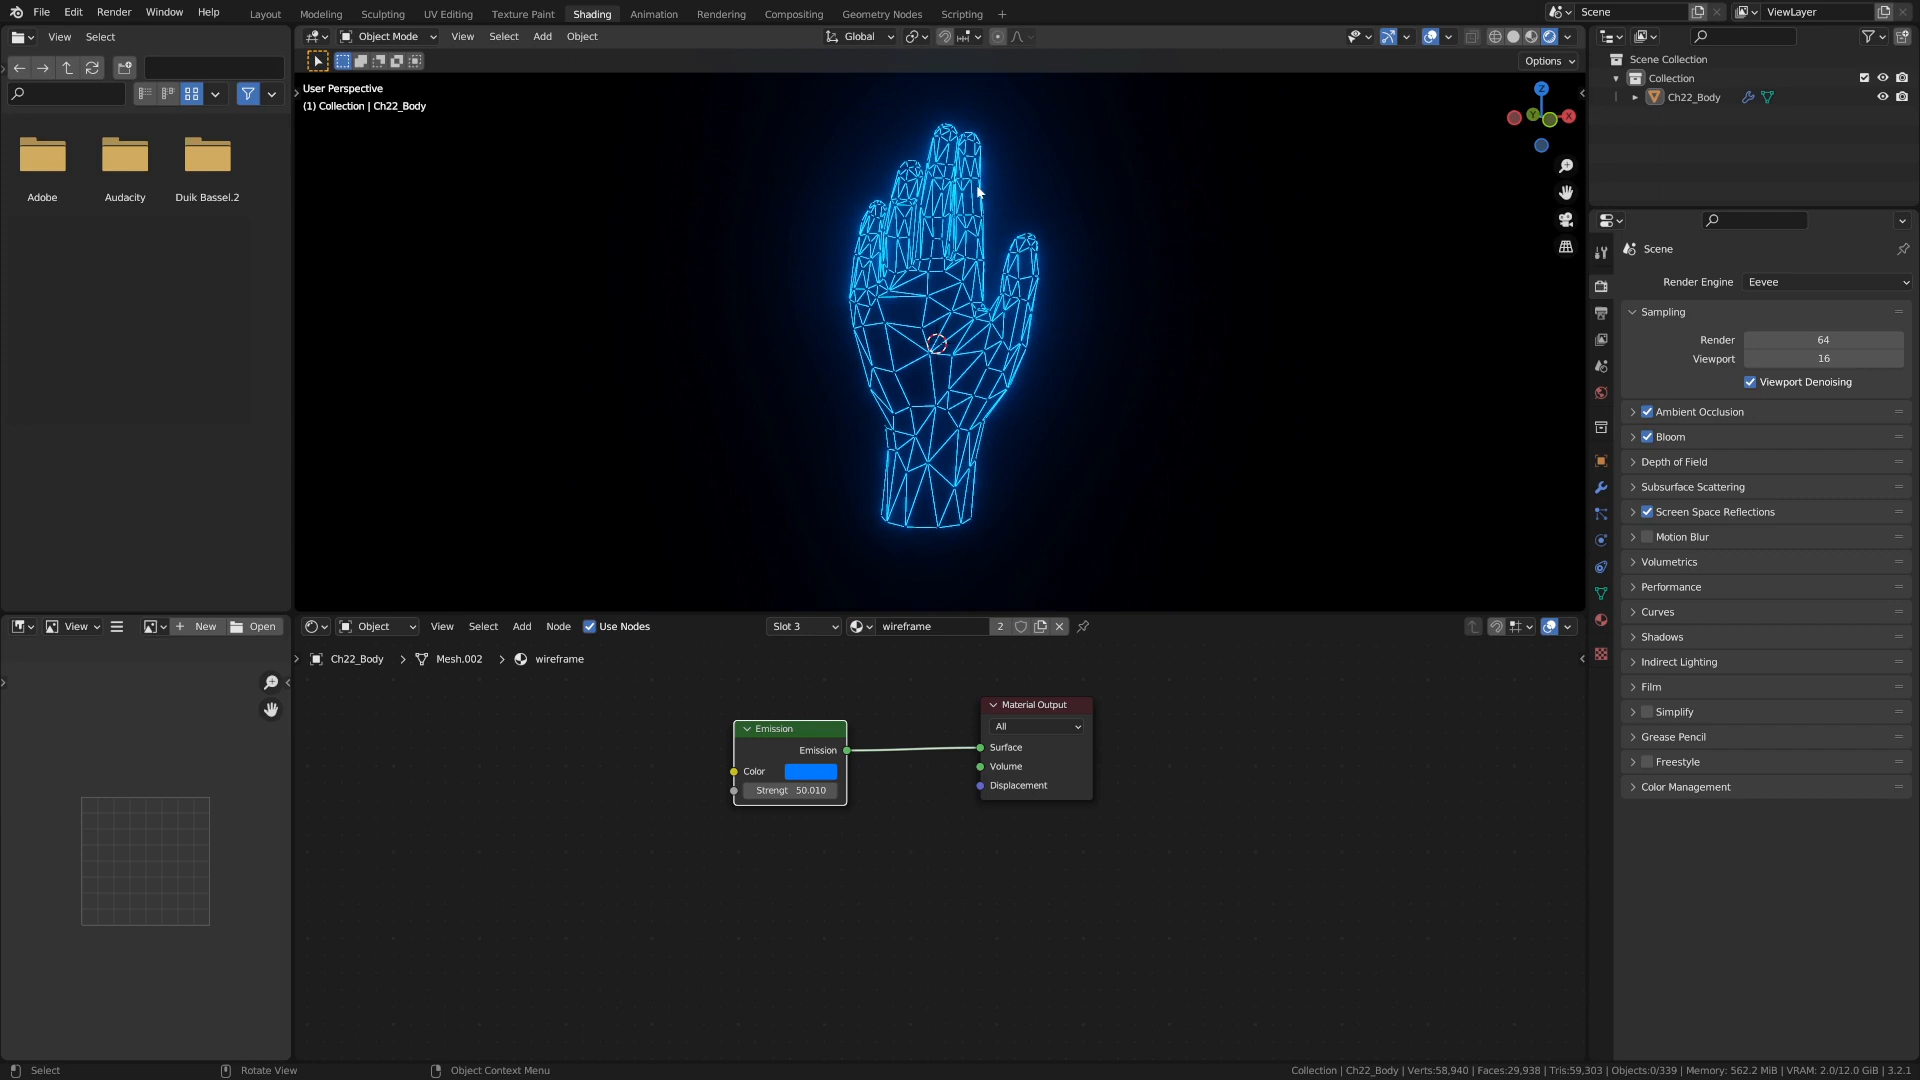 File Edit Render Window Help
Layout Modeling Sculpting UV Editing Texture Paint Shading Animation Rendering Compositing Geometry Nodes Scripting +
Scene
ViewLayer
View Select
Object Mode View Select Add Object
Global
Options
User Perspective
(1) Collection | Ch22_Body
Z
Y
X
Adobe
Audacity
Duik Bassel.2
Scene Collection
Collection
Ch22_Body
Scene
Render Engine Eevee
Sampling
Render 64
Viewport 16
Viewport Denoising
Ambient Occlusion
Bloom
Depth of Field
Subsurface Scattering
Screen Space Reflections
Motion Blur
Volumetrics
Performance
Curves
Shadows
Indirect Lighting
Film
Simplify
Grease Pencil
Freestyle
Color Management
View
+ New
Open
Object View Select Add Node Use Nodes
Slot 3
wireframe
2
Ch22_Body > Mesh.002 > wireframe
Emission
Emission
Color
Strengt 50.010
Material Output
All
Surface
Volume
Displacement
Select
Rotate View
Object Context Menu
Collection | Ch22_Body | Verts:58,940 | Faces:29,938 | Tris:59,303 | Objects:0/339 | Memory: 562.2 MiB | VRAM: 2.0/12.0 GiB | 3.2.1